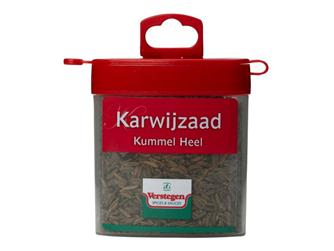 Karwijzaad
Kummel Heel
Verstegen
SPICES & SAUCES